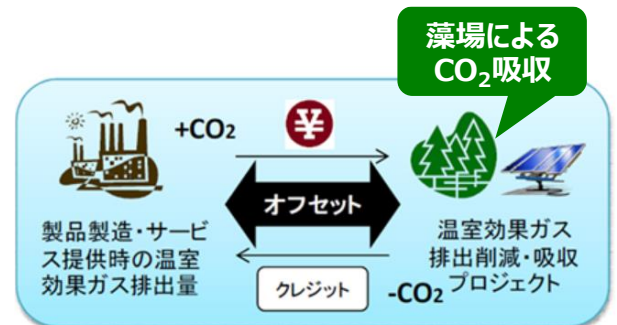 藻場による
CO₂吸収
+CO₂
¥
オフセット
製品製造・サービ
ス提供時の温室
効果ガス排出量
温室効果ガス
排出削減・吸収
プロジェクト
クレジット
-CO₂